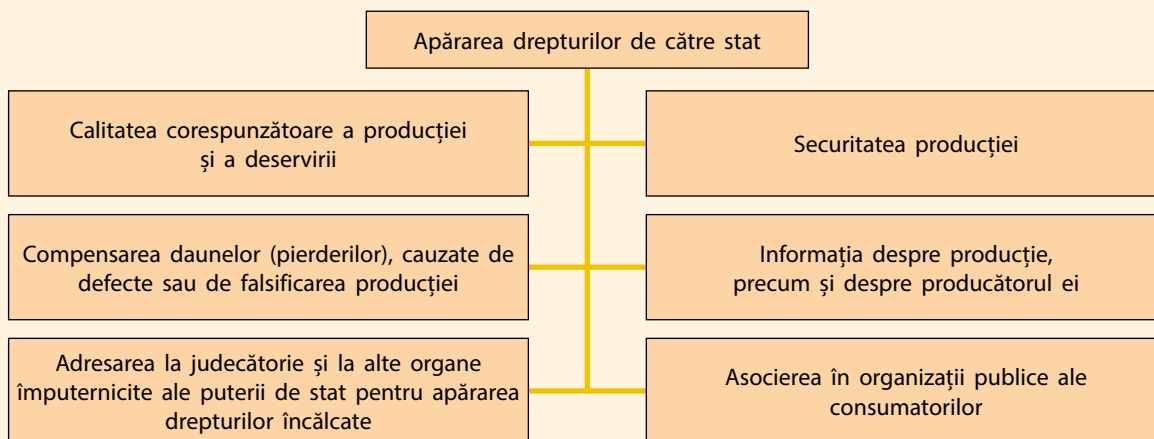 Apărarea drepturilor de către stat
Calitatea corespunzătoare a producției
și a deservirii
Securitatea producției
Compensarea daunelor (pierderilor), cauzate de
defecte sau de falsificarea producției
Informația despre producție,
precum și despre producătorul ei
Adresarea la judecătorie și la alte organe
împuternicite ale puterii de stat pentru apărarea
drepturilor încălcate
Asocierea în organizații publice ale
consumatorilor